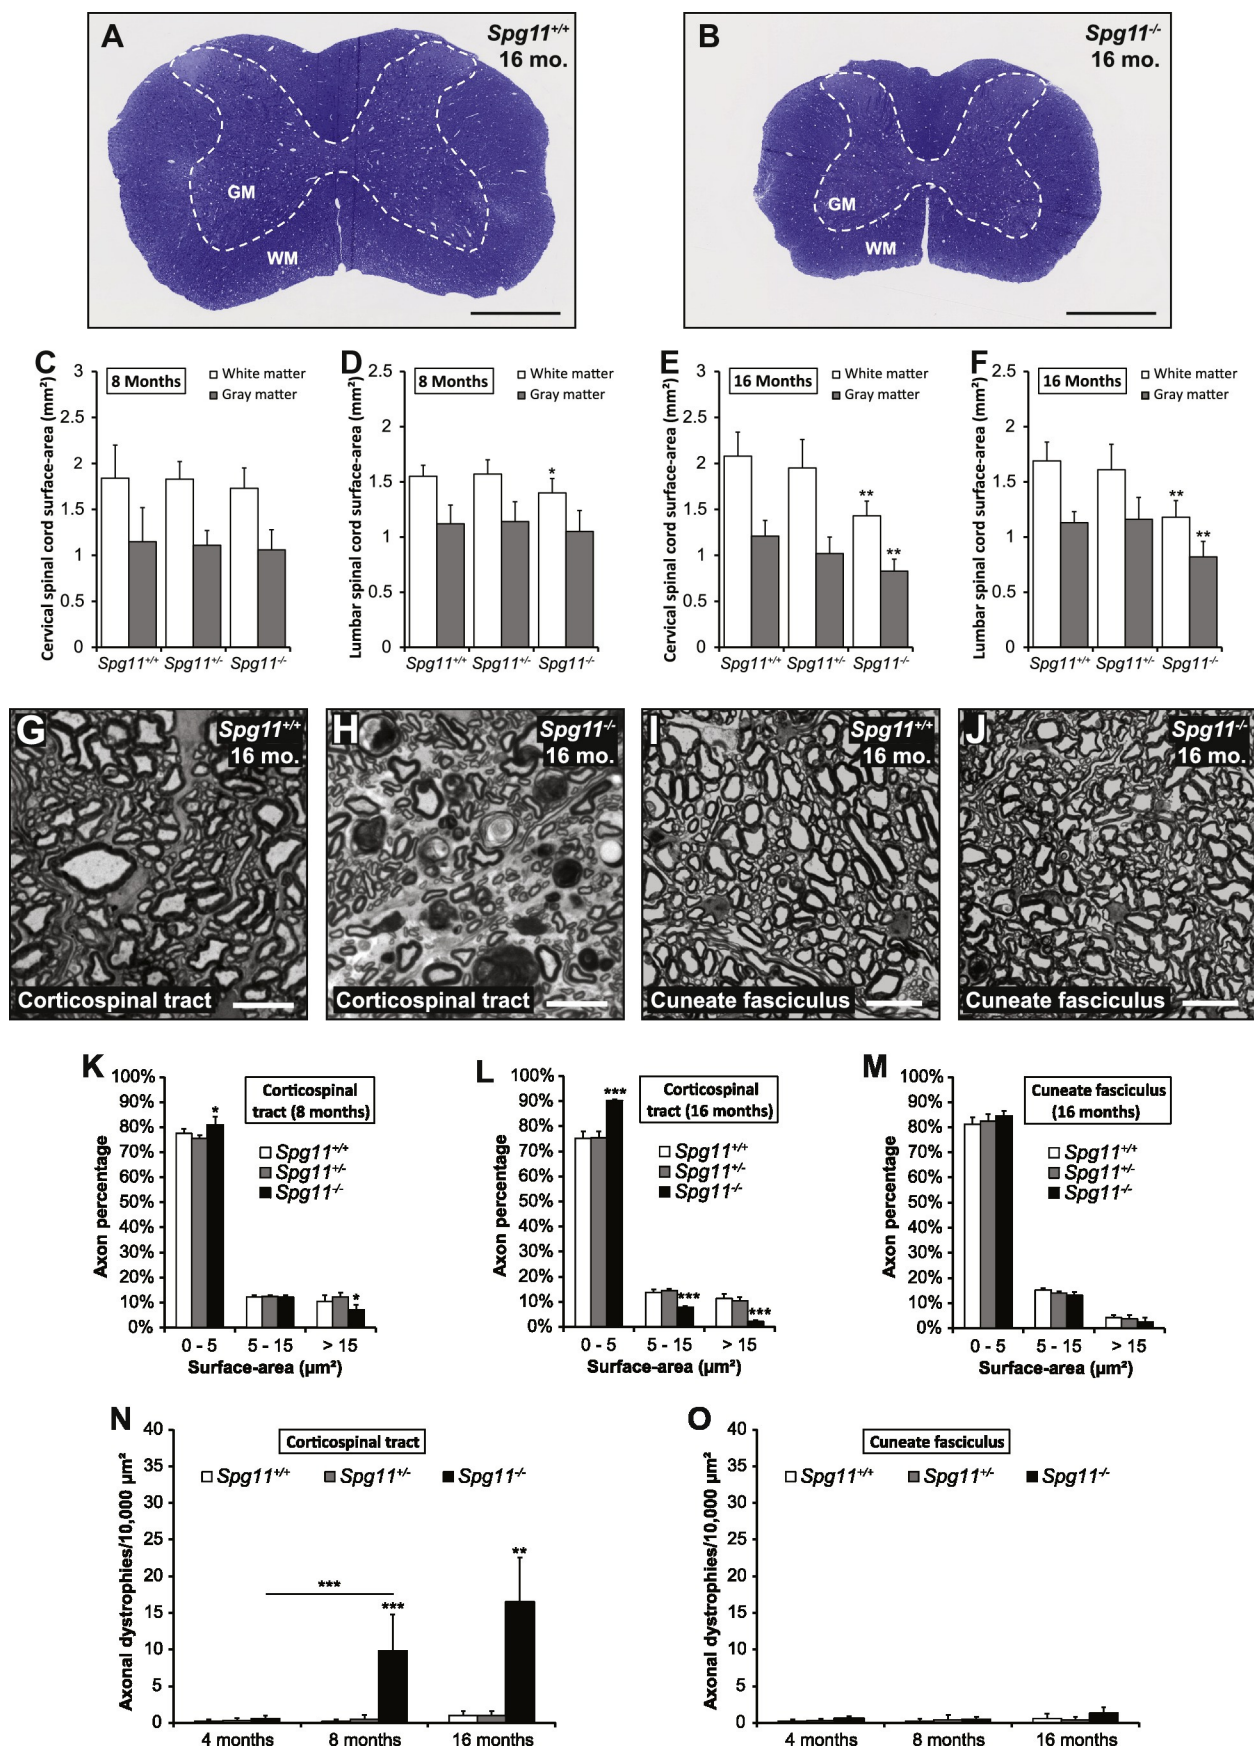 A
Spg11+/+
16 mo.
GM
WM
B
Spg11-/-
16 mo.
GM
WM
C
8 Months
White matter
Gray matter
Cervical spinal cord surface-area (mm²)
3
2.5
2
1.5
1
0.5
0
Spg11+/+
Spg11+/-
Spg11-/-
D
8 Months
White matter
Gray matter
Lumbar spinal cord surface-area (mm²)
2.5
2
1.5
1
0.5
0
*
Spg11+/+
Spg11+/-
Spg11-/-
E
16 Months
White matter
Gray matter
Cervical spinal cord surface-area (mm²)
3
2.5
2
1.5
1
0.5
0
**
**
Spg11+/+
Spg11+/-
Spg11-/-
F
16 Months
White matter
Gray matter
Lumbar spinal cord surface-area (mm²)
2.5
2
1.5
1
0.5
0
**
**
Spg11+/+
Spg11+/-
Spg11-/-
G
Spg11+/+
16 mo.
Corticospinal tract
H
Spg11-/-
16 mo.
Corticospinal tract
I
Spg11+/+
16 mo.
Cuneate fasciculus
J
Spg11-/-
16 mo.
Cuneate fasciculus
K
Corticospinal
tract (8 months)
Spg11+/+
Spg11+/-
Spg11-/-
Axon percentage
100%
90%
80%
70%
60%
50%
40%
30%
20%
10%
0%
*
*
0 - 5
5 - 15
> 15
Surface-area (µm²)
L
Corticospinal
tract (16 months)
Spg11+/+
Spg11+/-
Spg11-/-
Axon percentage
100%
90%
80%
70%
60%
50%
40%
30%
20%
10%
0%
***
***
***
0 - 5
5 - 15
> 15
Surface-area (µm²)
M
Cuneate fasciculus
(16 months)
Spg11+/+
Spg11+/-
Spg11-/-
Axon percentage
100%
90%
80%
70%
60%
50%
40%
30%
20%
10%
0%
0 - 5
5 - 15
> 15
Surface-area (µm²)
N
Corticospinal tract
Spg11+/+
Spg11+/-
Spg11-/-
Axonal dystrophies/10,000 µm²
40
35
30
25
20
15
10
5
0
***
***
**
4 months
8 months
16 months
O
Cuneate fasciculus
Spg11+/+
Spg11+/-
Spg11-/-
Axonal dystrophies/10,000 µm²
40
35
30
25
20
15
10
5
0
4 months
8 months
16 months